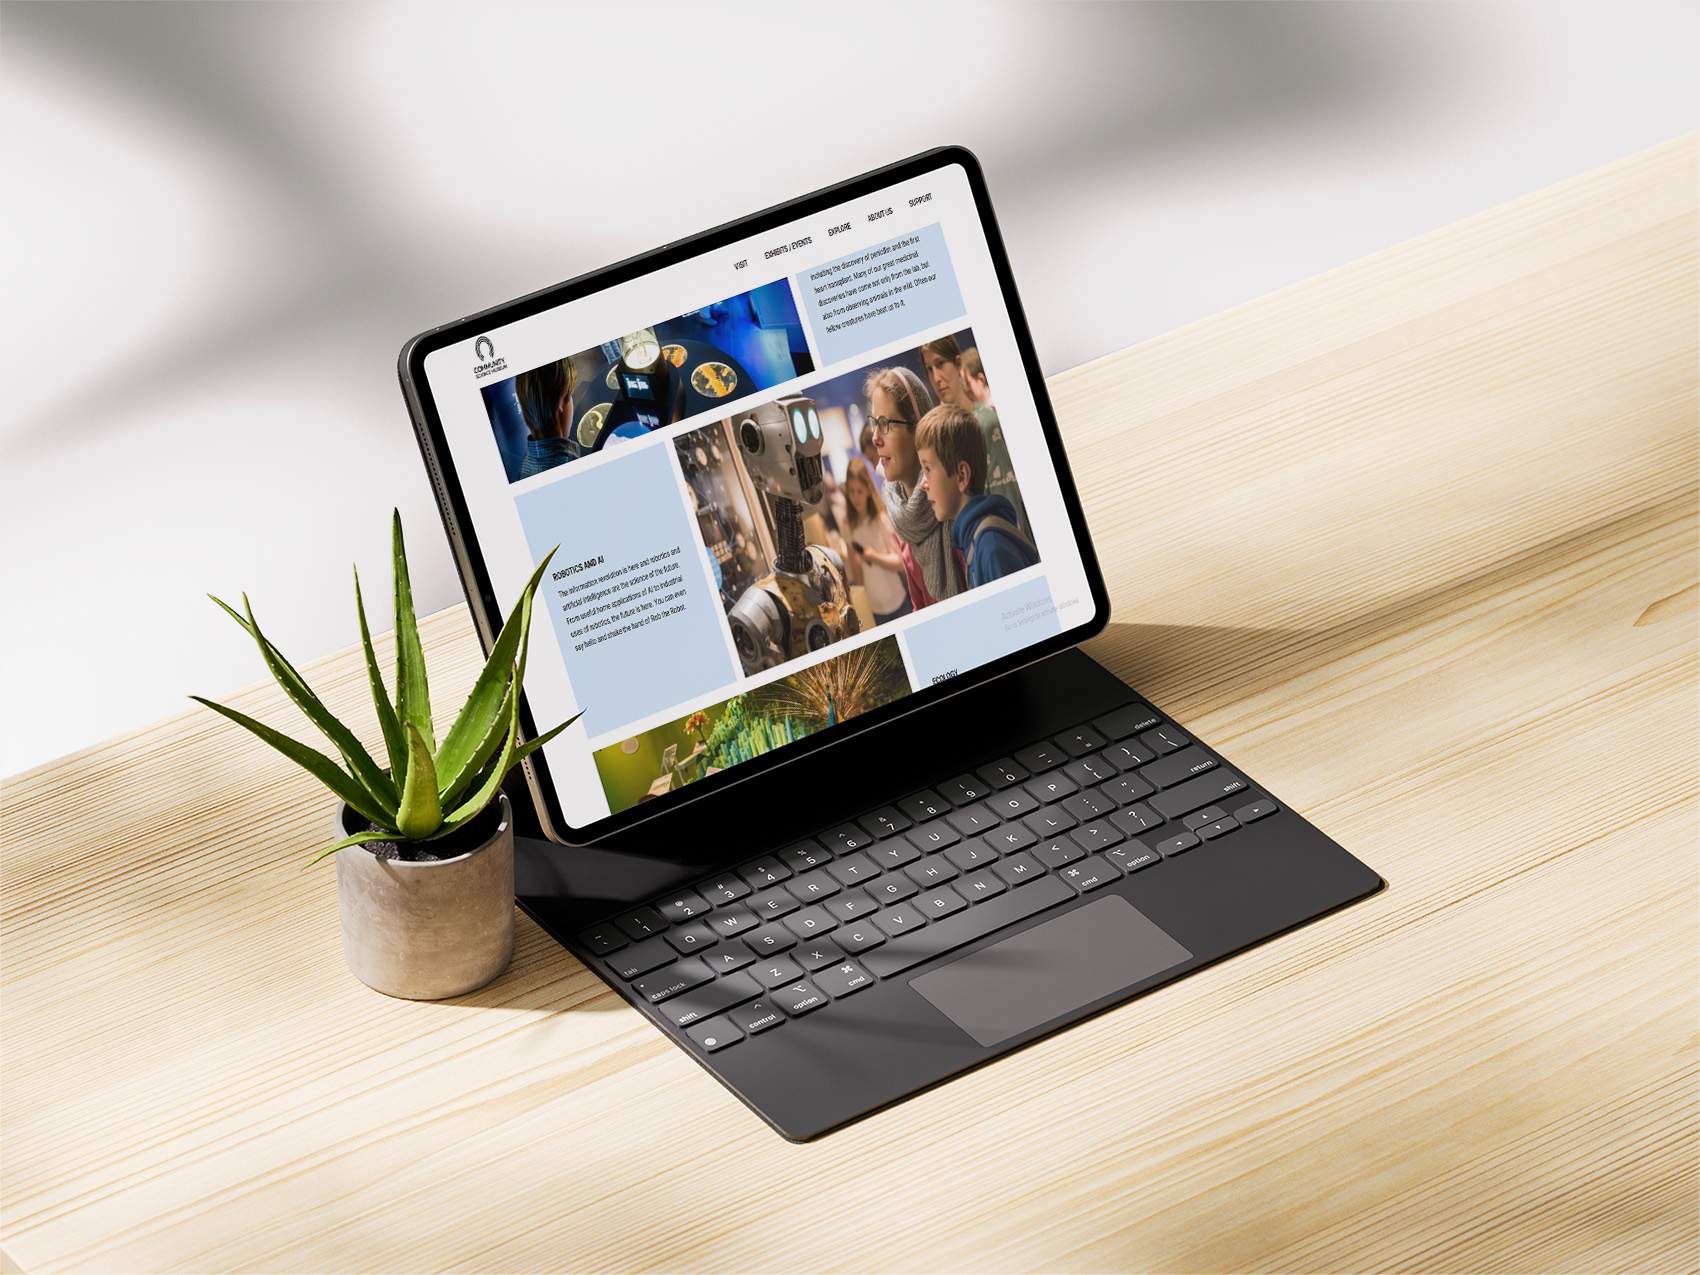 COMMUNITY
SCIENCE MUSEUM
VISIT
EXHIBITS / EVENTS
EXPLORE
ABOUT US
SUPPORT
including the discovery of penicillin and the first
heart transplant. Many of our great medicinal
discoveries have come not only from the lab, but
also from observing animals in the wild. Often our
fellow creatures have beat us to it.
ROBOTICS AND AI
The information revolution is here and robotics and
artificial intelligence are the science of the future.
From useful home applications of AI to industrial
uses of robotics, the future is here. You can even
say hello and shake the hand of Rob the Robot.
ECOLOGY
Activate Windows
Go to Settings to activate Windows.
~ ! 1 @ 2 # 3 $ 4 % 5 ^ 6 & 7 * 8 9 0 delete
tab Q W E R T Y U I O P { } \
caps lock A S D F G H J K L ; " return
shift Z X C V B N M < > ? / shift
control option cmd cmd option